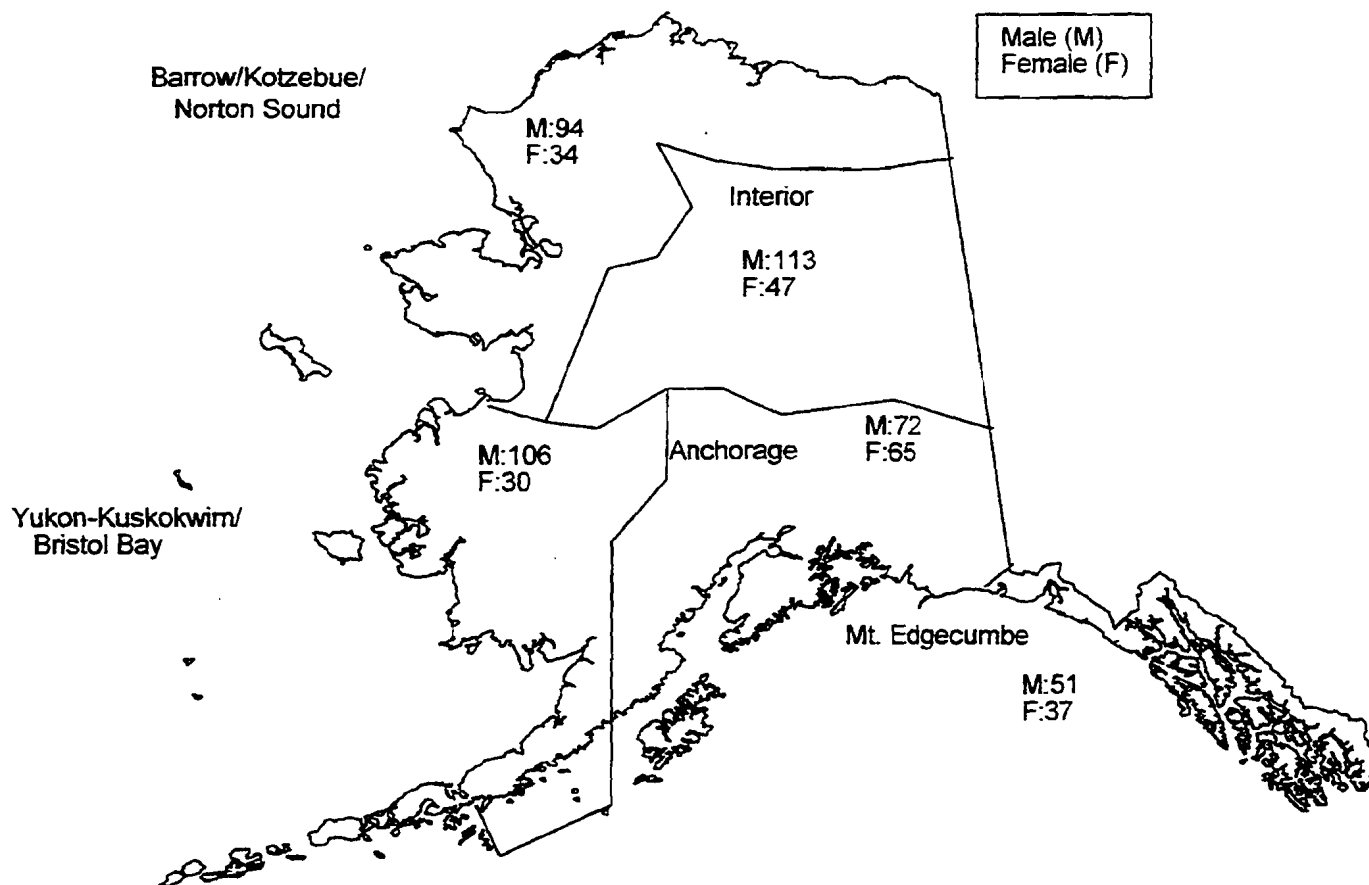 Male (M)
Female (F)
Barrow/Kotzebue/
Norton Sound
M:94
F:34
Interior
M:113
F:47
M:72
F:65
Anchorage
M:106
F:30
Yukon-Kuskokwim/
Bristol Bay
Mt. Edgecumbe
M:51
F:37